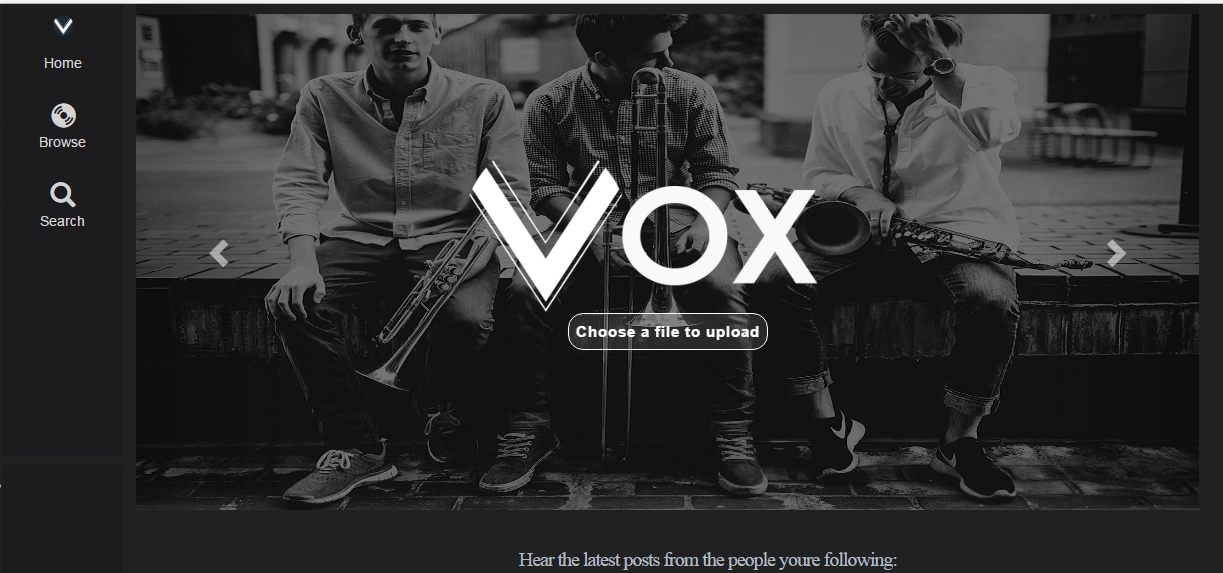 Home
Browse
Search
VOX
Choose a file to upload
Hear the latest posts from the people youre following: